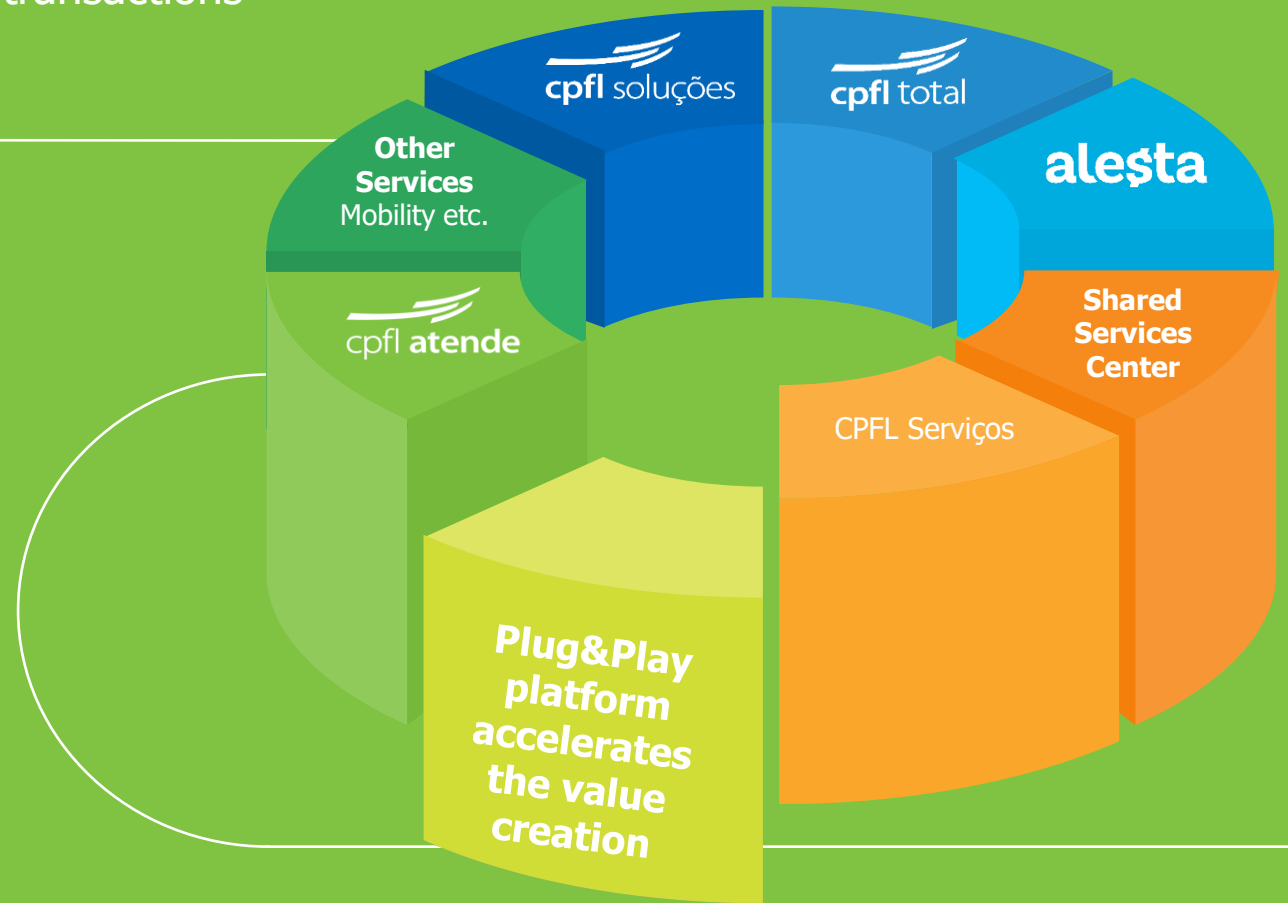 transactions
cpfl soluções
cpfl total
Other
Services
Mobility etc.
alesta
cpfl atende
Shared
Services
Center
CPFL Serviços
Plug&Play
platform
accelerates
the value
creation